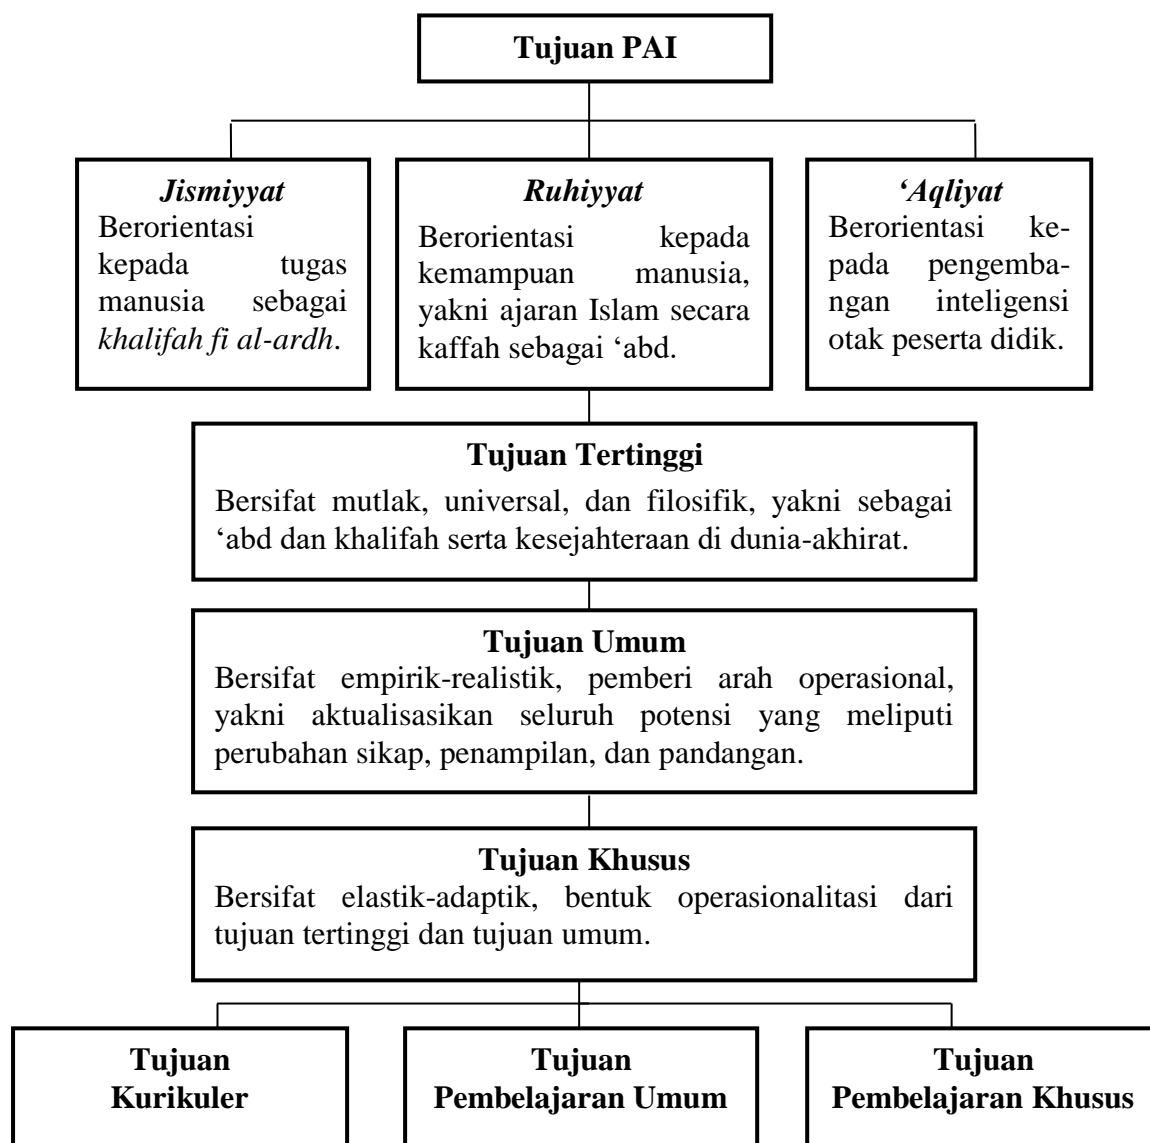 Tujuan PAI
Jismiyyat
Berorientasi
kepada tugas
manusia sebagai
khalifah fi al-ardh.
Ruhiyyat
Berorientasi kepada
kemampuan manusia,
yakni ajaran Islam secara
kaffah sebagai ‘abd.
‘Aqliyat
Berorientasi ke-
pada pengemba-
ngan inteligensi
otak peserta didik.
Tujuan Tertinggi
Bersifat mutlak, universal, dan filosifik, yakni sebagai
‘abd dan khalifah serta kesejahteraan di dunia-akhirat.
Tujuan Umum
Bersifat empirik-realistik, pemberi arah operasional,
yakni aktualisasikan seluruh potensi yang meliputi
perubahan sikap, penampilan, dan pandangan.
Tujuan Khusus
Bersifat elastik-adaptik, bentuk operasionalitasi dari
tujuan tertinggi dan tujuan umum.
Tujuan
Kurikuler
Tujuan
Pembelajaran Umum
Tujuan
Pembelajaran Khusus